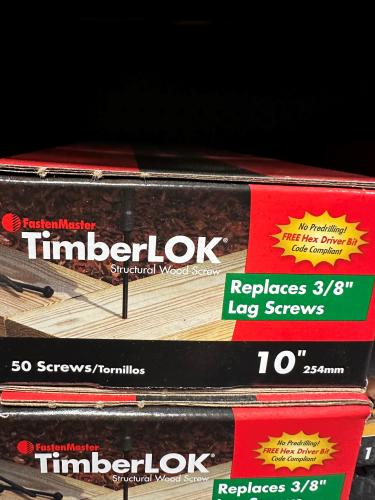 FastenMaster
TimberLOK®
Structural Wood Screw
No Predrilling!
FREE Hex Driver Bit
Code Compliant
Replaces 3/8"
Lag Screws
50 Screws/Tornillos
10" 254mm
FastenMaster
TimberLOK®
Structural Wood Screw
No Predrilling!
FREE Hex Driver Bit
Code Compliant
Replaces 3/8"